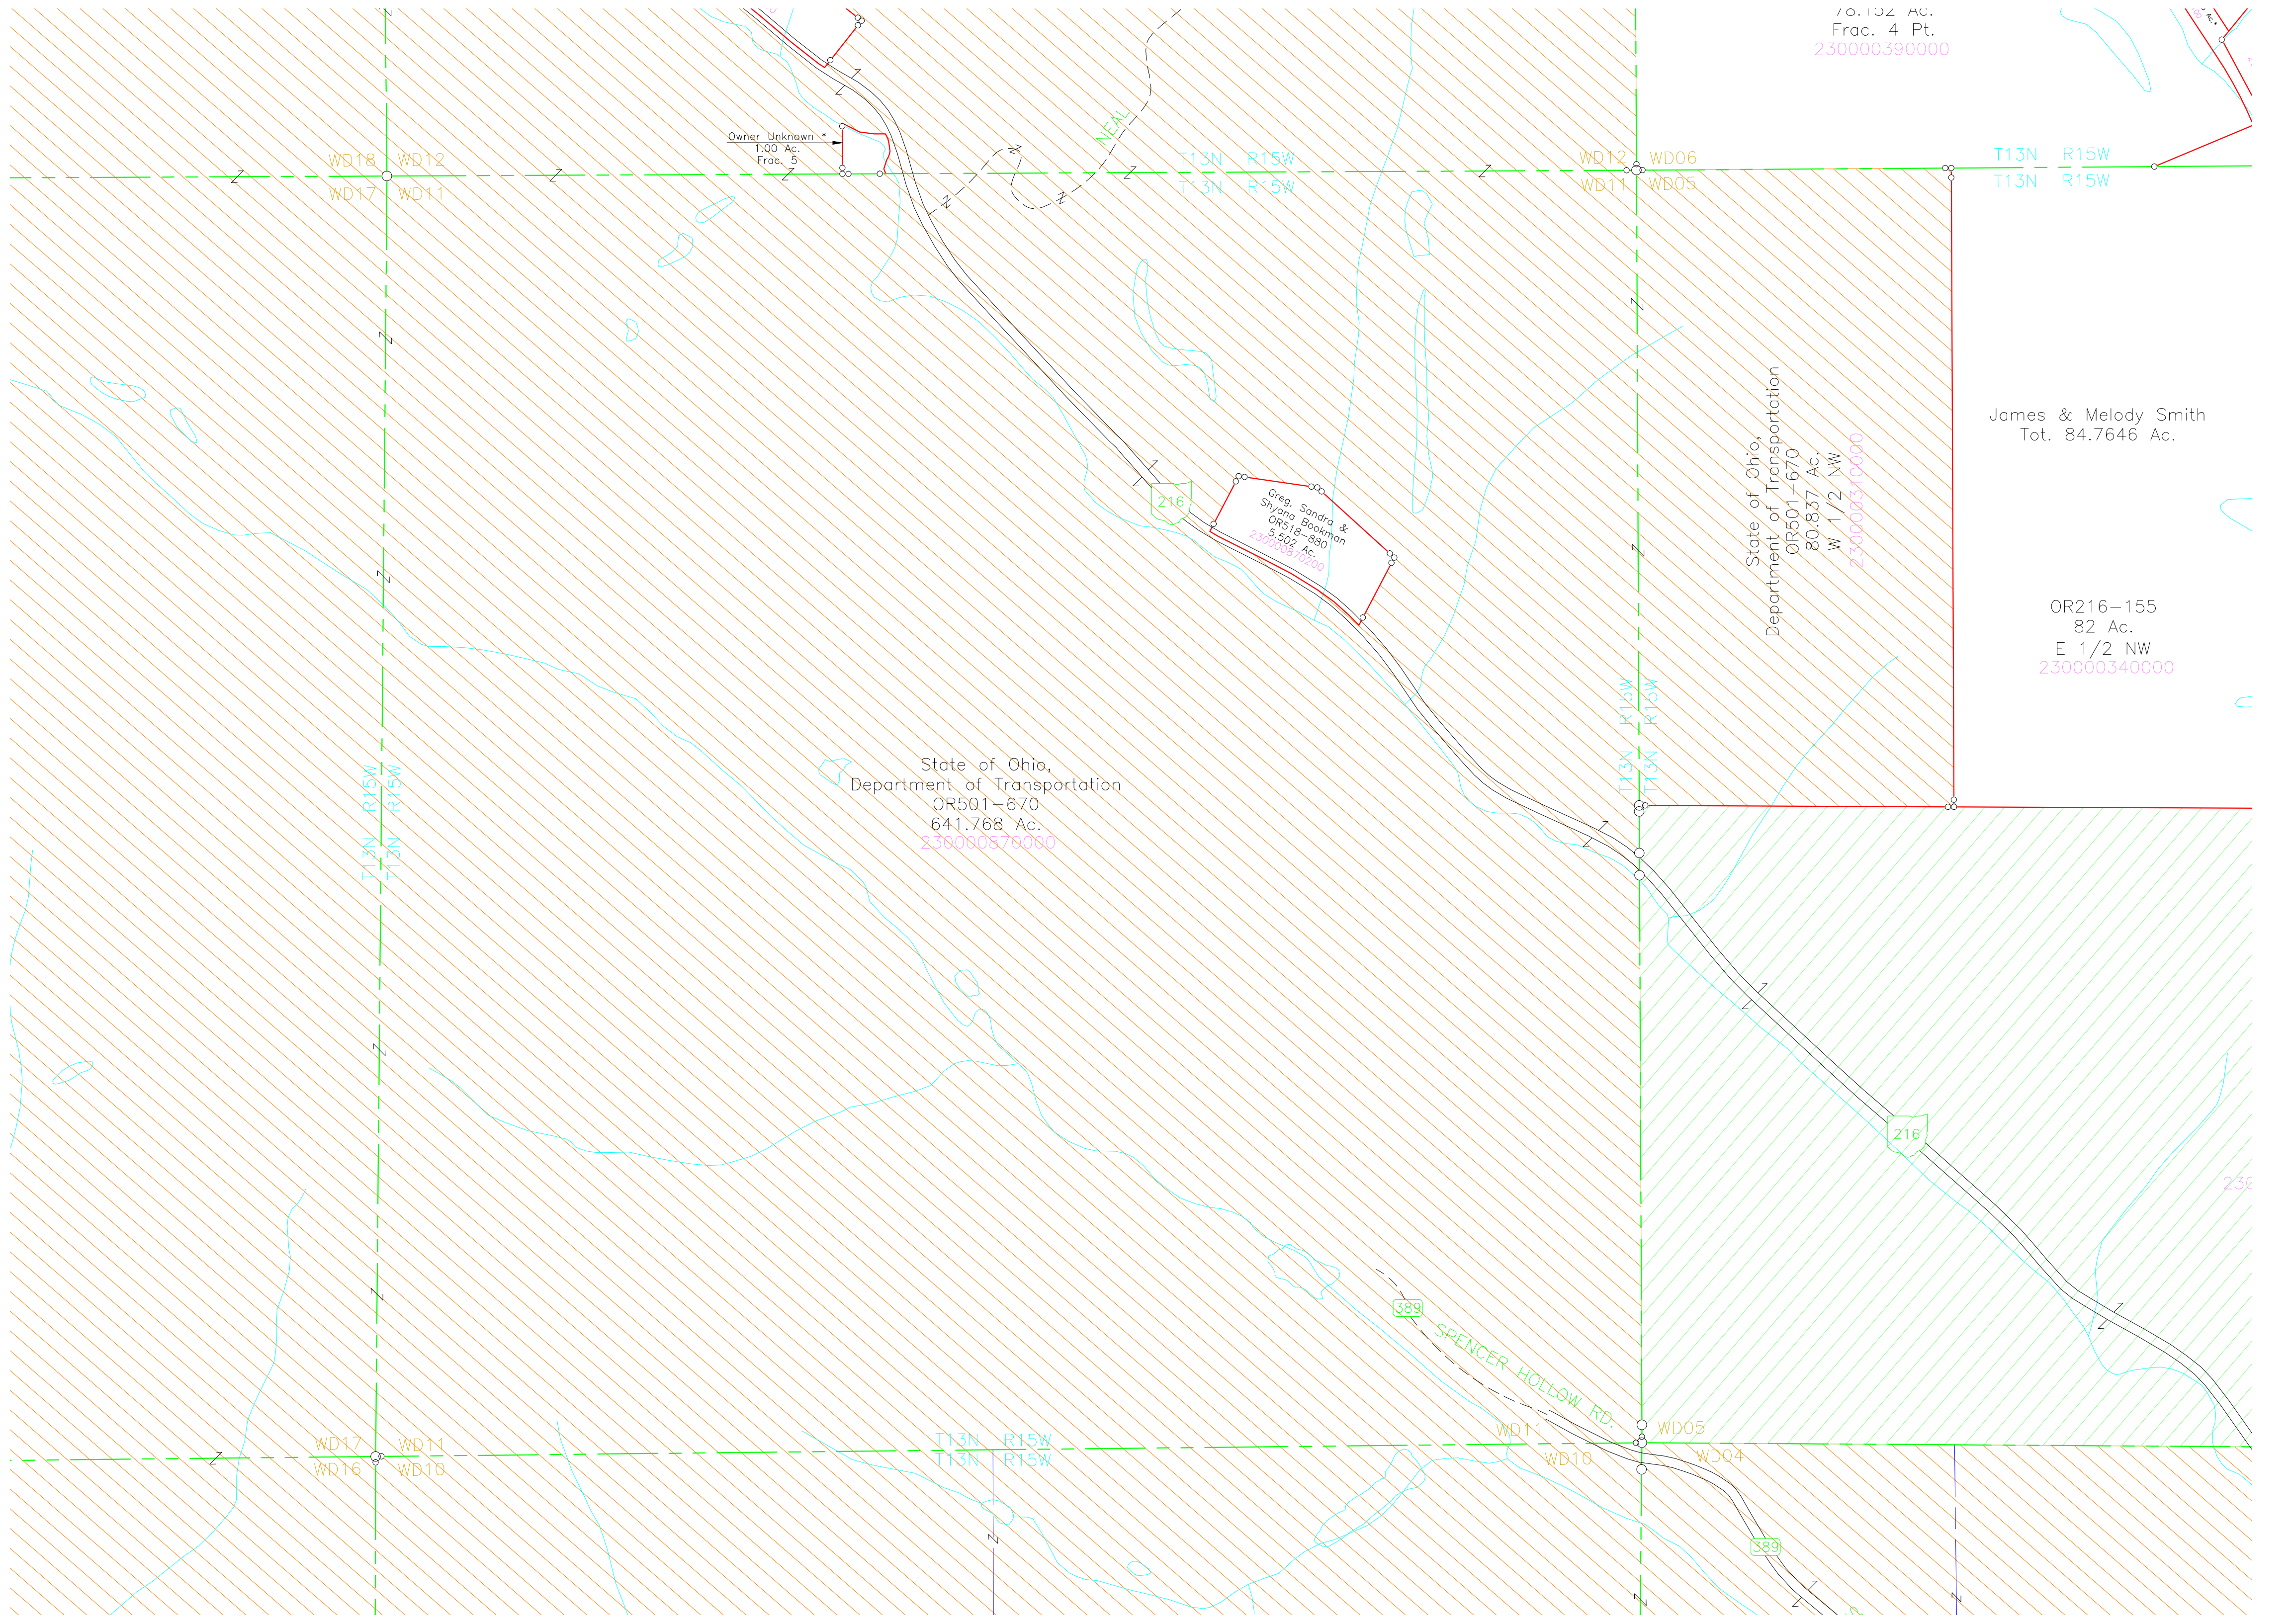 78.152 Ac.
Frac. 4 Pt.
230000390000
Owner Unknown *
1.00 Ac.
Frac. 5
NEAL
WD18 WD12
WD17 WD11
T13N R15W
T13N R15W
WD12 WD06
WD11 WD05
T13N R15W
T13N R15W
James & Melody Smith
Tot. 84.7646 Ac.
State of Ohio,
Department of Transportation
OR501-670
80.837 Ac.
W 1/2 NW
230000310000
216
Greg, Sandra &
Shyana Bookman
OR518-880
5.502 Ac.
230000870200
OR216-155
82 Ac.
E 1/2 NW
230000340000
T13N R15W
T13N R15W
T13N R15W
T13N R15W
State of Ohio,
Department of Transportation
OR501-670
641.768 Ac.
230000870000
216
230
389
SPENCER HOLLOW RD.
WD17 WD11
WD16 WD10
T13N R15W
T13N R15W
WD11 WD05
WD10 WD04
389